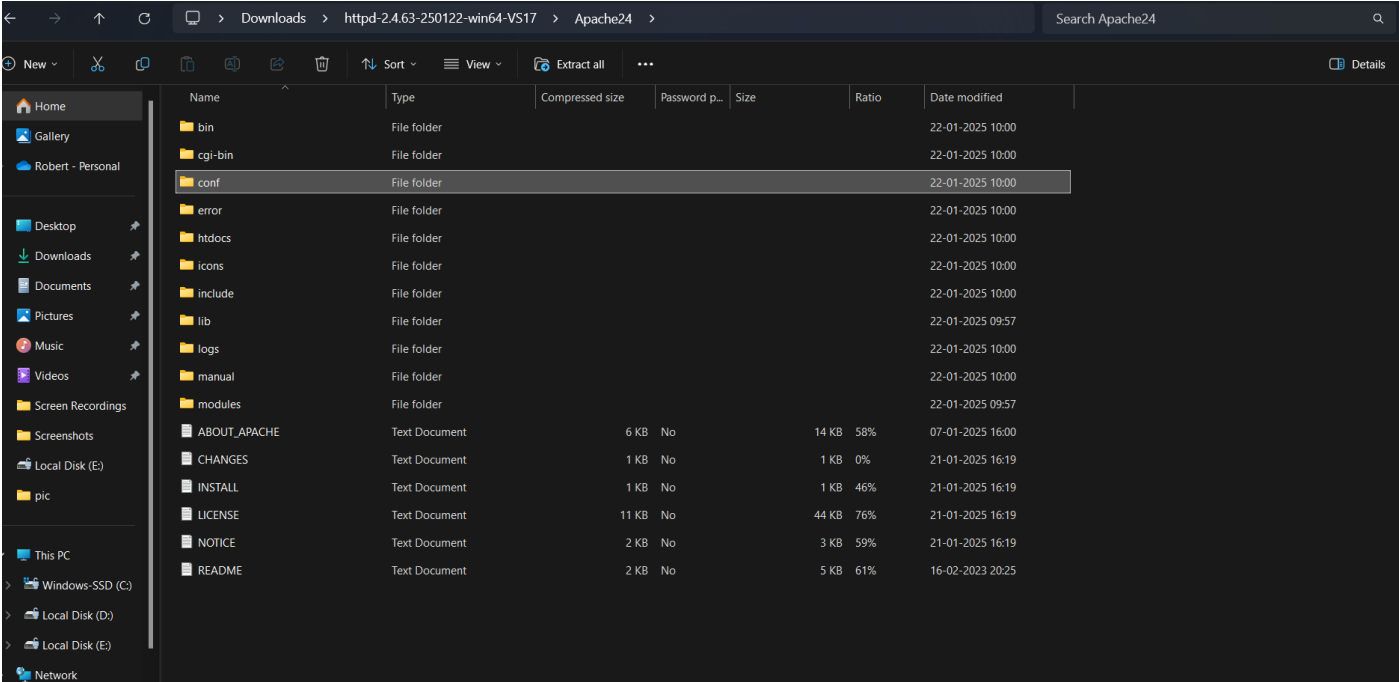 Downloads > httpd-2.4.63-250122-win64-VS17 > Apache24 > Search Apache24
New Sort View Extract all ... Details
Name Type Compressed size Password p... Size Ratio Date modified
Home
Gallery
Robert - Personal
Desktop
Downloads
Documents
Pictures
Music
Videos
Screen Recordings
Screenshots
Local Disk (E:)
pic
This PC
Windows-SSD (C:)
Local Disk (D:)
Local Disk (E:)
Network
bin File folder 22-01-2025 10:00
cgi-bin File folder 22-01-2025 10:00
conf File folder 22-01-2025 10:00
error File folder 22-01-2025 10:00
htdocs File folder 22-01-2025 10:00
icons File folder 22-01-2025 10:00
include File folder 22-01-2025 10:00
lib File folder 22-01-2025 09:57
logs File folder 22-01-2025 10:00
manual File folder 22-01-2025 10:00
modules File folder 22-01-2025 09:57
ABOUT_APACHE Text Document 6 KB No 14 KB 58% 07-01-2025 16:00
CHANGES Text Document 1 KB No 1 KB 0% 21-01-2025 16:19
INSTALL Text Document 1 KB No 1 KB 46% 21-01-2025 16:19
LICENSE Text Document 11 KB No 44 KB 76% 21-01-2025 16:19
NOTICE Text Document 2 KB No 3 KB 59% 21-01-2025 16:19
README Text Document 2 KB No 5 KB 61% 16-02-2023 20:25